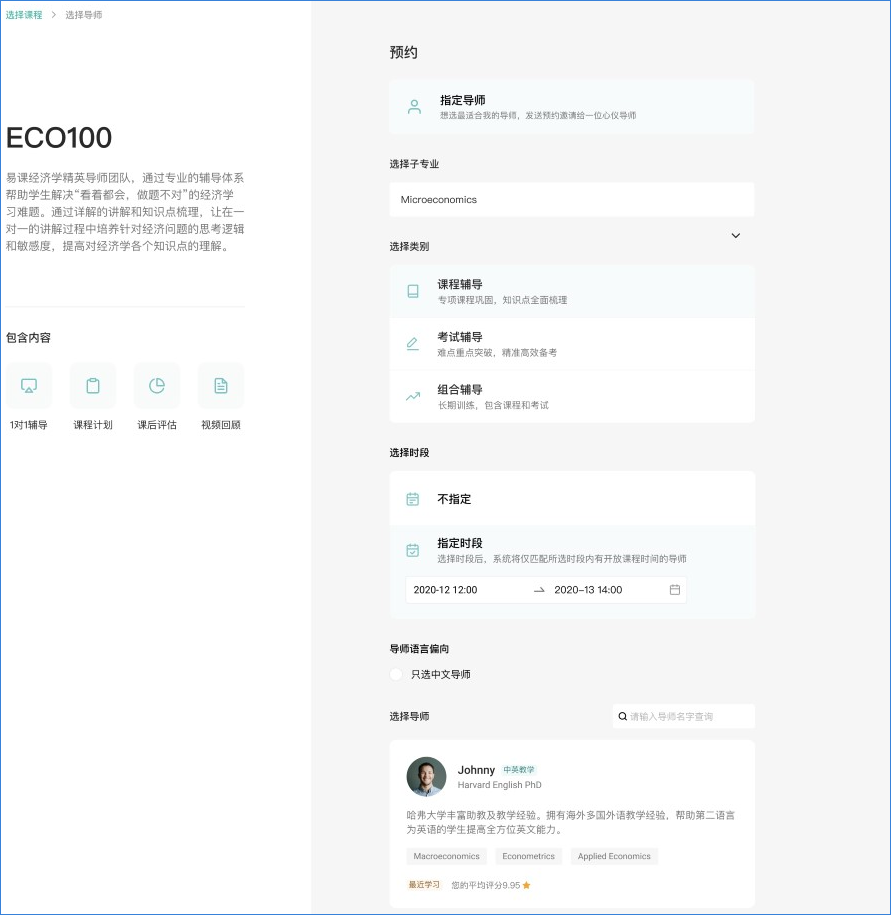 选择课程 > 选择导师
ECO100
易课经济学精英导师团队，通过专业的辅导体系
帮助学生解决“看着都会，做题不对”的经济学
习难题。通过详解的讲解和知识点梳理，让在一
对一的讲解过程中培养针对经济问题的思考逻辑
和敏感度，提高对经济学各个知识点的理解。
包含内容
1对1辅导 课程计划 课后评估 视频回顾
预约
指定导师
想选最适合我的导师，发送预约邀请给一位心仪导师
选择子专业
Microeconomics
选择类别
课程辅导
专项课程巩固，知识点全面梳理
考试辅导
难点重点突破，精准高效备考
组合辅导
长期训练，包含课程和考试
选择时段
不指定
指定时段
选择时段后，系统将仅匹配所选时段内有开放课程时间的导师
2020-12 12:00 → 2020–13 14:00
导师语言偏向
只选中文导师
选择导师 请输入导师名字查询
Johnny 中英教学
Harvard English PhD
哈弗大学丰富助教及教学经验。拥有海外多国外语教学经验，帮助第二语言
为英语的学生提高全方位英文能力。
Macroeconomics Econometrics Applied Economics
最近学习 您的平均评分9.95